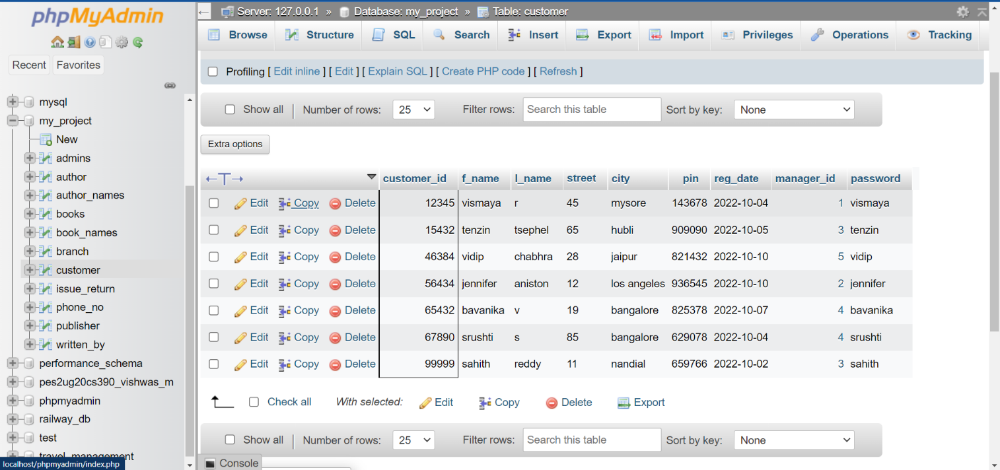 phpMyAdmin
Recent Favorites
mysql
my_project
New
admins
author
author_names
books
book_names
branch
customer
issue_return
phone_no
publisher
written_by
performance_schema
pes2ug20cs390_vishwas_m
phpmyadmin
railway_db
test
travel_management
localhost/phpmyadmin/index.php
Server: 127.0.0.1 » Database: my_project » Table: customer
Browse Structure SQL Search Insert Export Import Privileges Operations Tracking
Profiling [ Edit inline ] [ Edit ] [ Explain SQL ] [ Create PHP code ] [ Refresh ]
Show all | Number of rows: 25 Filter rows: Search this table Sort by key: None
Extra options
customer_id f_name l_name street city pin reg_date manager_id password
Edit Copy Delete 12345 vismaya r 45 mysore 143678 2022-10-04 1 vismaya
Edit Copy Delete 15432 tenzin tsephel 65 hubli 909090 2022-10-05 3 tenzin
Edit Copy Delete 46384 vidip chabhra 28 jaipur 821432 2022-10-10 5 vidip
Edit Copy Delete 56434 jennifer aniston 12 los angeles 936545 2022-10-10 2 jennifer
Edit Copy Delete 65432 bavanika v 19 bangalore 825378 2022-10-07 4 bavanika
Edit Copy Delete 67890 srushti s 85 bangalore 629078 2022-10-04 4 srushti
Edit Copy Delete 99999 sahith reddy 11 nandial 659766 2022-10-02 3 sahith
Check all With selected: Edit Copy Delete Export
Show all | Number of rows: 25 Filter rows: Search this table Sort by key: None
Console